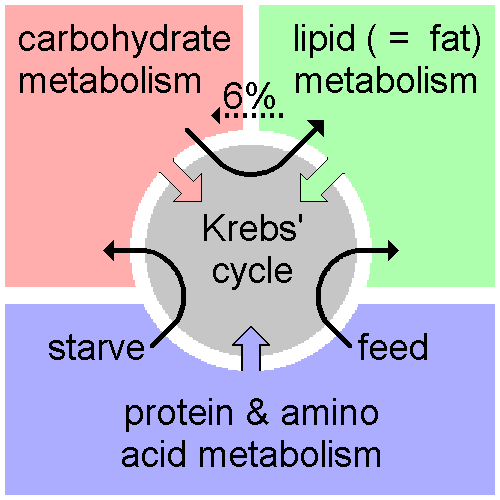 carbohydrate
metabolism
lipid ( = fat)
metabolism
6%
Krebs'
cycle
starve
feed
protein & amino
acid metabolism